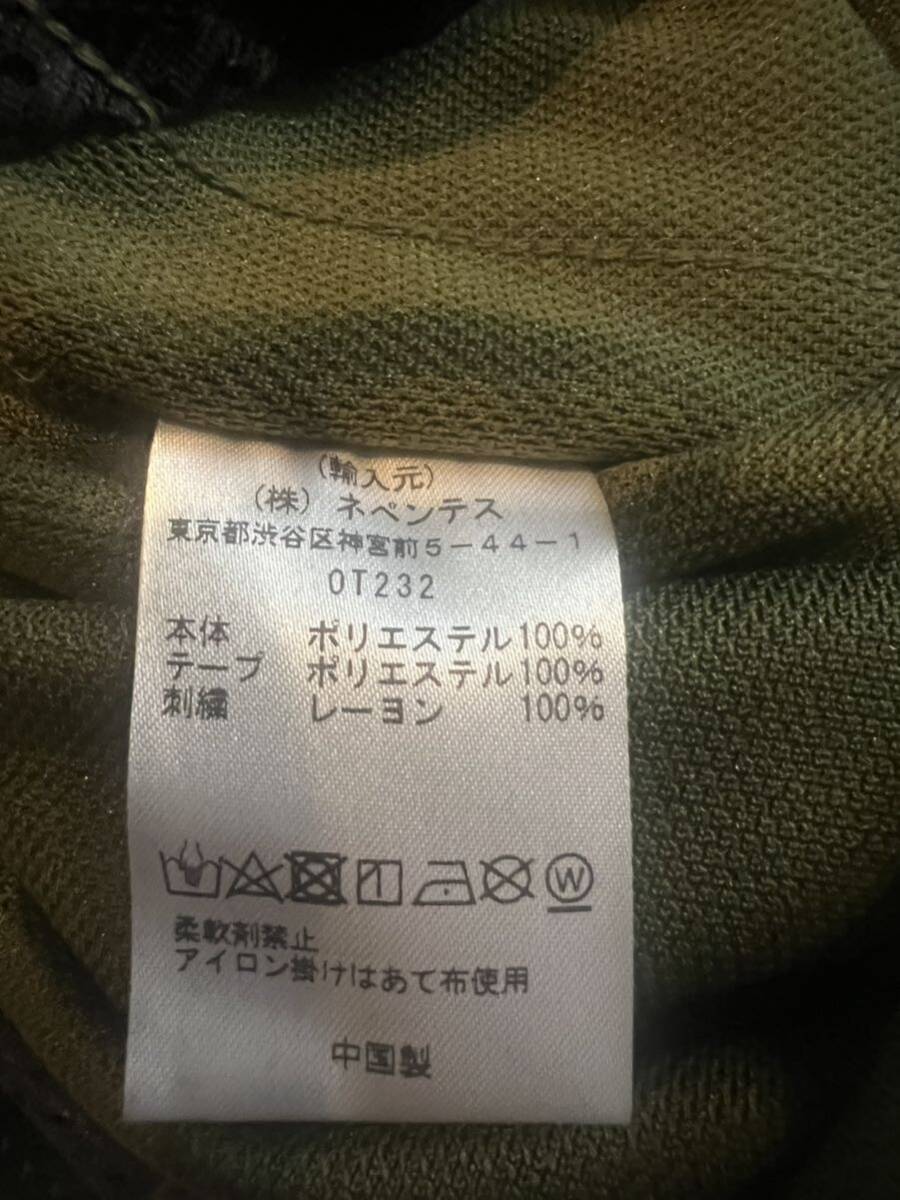 (輸入元)
(株) ネペンテス
東京都渋谷区神宮前5-44-1
OT232
本体 ポリエステル100%
テープ ポリエステル100%
刺繍 レーヨン 100%
W
柔軟剤禁止
アイロン掛けはあて布使用
中国製